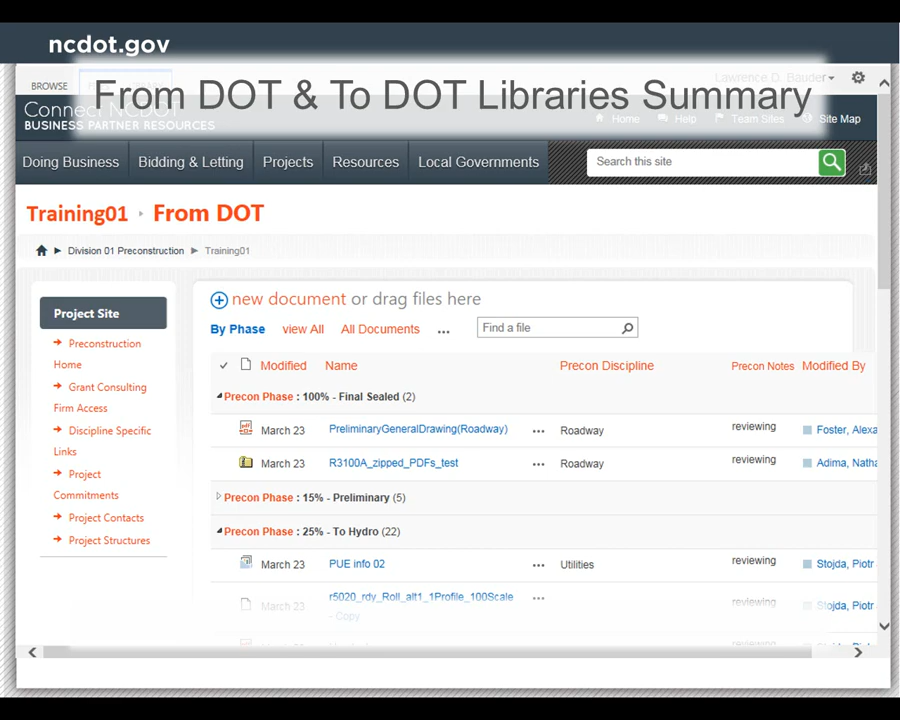 ncdot.gov
From DOT & To DOT Libraries Summary
BROWSE
Lawrence D. Bauder
Connect NCDOT
BUSINESS PARTNER RESOURCES
Home Help Team Sites Site Map
Doing Business Bidding & Letting Projects Resources Local Governments Search this site
Training01 From DOT
Division 01 Preconstruction Training01
Project Site
Preconstruction
Home
Grant Consulting
Firm Access
Discipline Specific
Links
Project
Commitments
Project Contacts
Project Structures
new document or drag files here
By Phase view All All Documents ... Find a file
Modified Name Precon Discipline Precon Notes Modified By
Precon Phase : 100% - Final Sealed (2)
March 23 PreliminaryGeneralDrawing(Roadway) ... Roadway reviewing Foster, Alexa
March 23 R3100A_zipped_PDFs_test ... Roadway reviewing Adima, Natha
Precon Phase : 15% - Preliminary (5)
Precon Phase : 25% - To Hydro (22)
March 23 PUE info 02 ... Utilities reviewing Stojda, Piotr
March 23 r5020_rdy_Roll_alt1_1Profile_100Scale ... reviewing Stojda, Piotr
- Copy